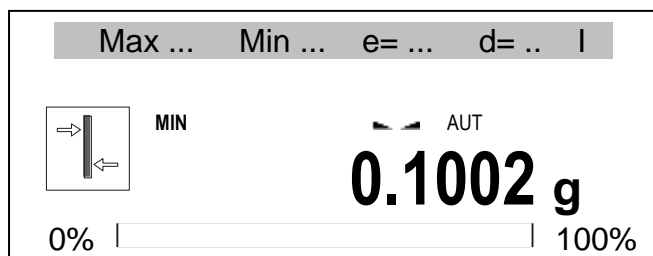 Max ... Min ... e= ... d= .. I
MIN AUT
0.1002 g
0% 100%